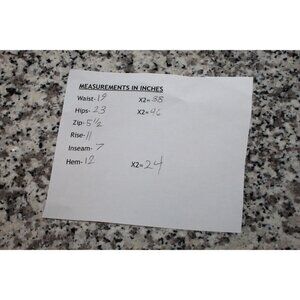 MEASUREMENTS IN INCHES
Waist- 19 X2= 38
Hips- 23 X2= 46
Zip- 5 1/2
Rise- 11
Inseam- 7
Hem- 12 X2= 24